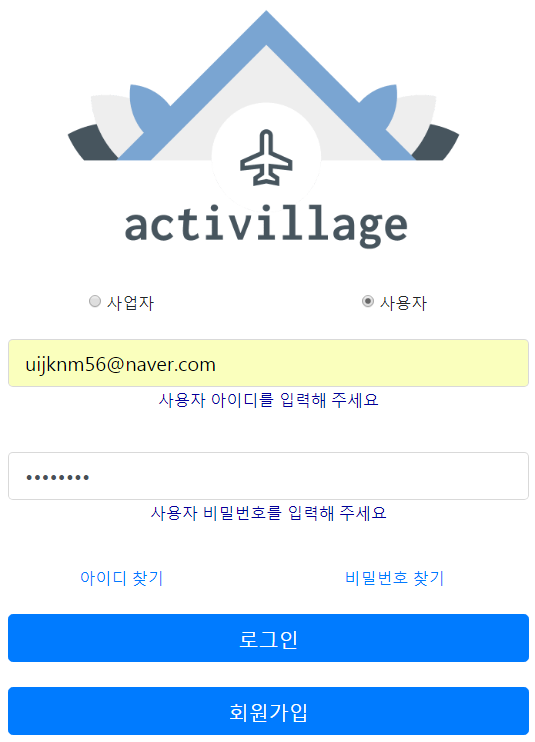 activillage
사업자 사용자
uijknm56@naver.com
사용자 아이디를 입력해 주세요
••••••••
사용자 비밀번호를 입력해 주세요
아이디 찾기 비밀번호 찾기
로그인
회원가입